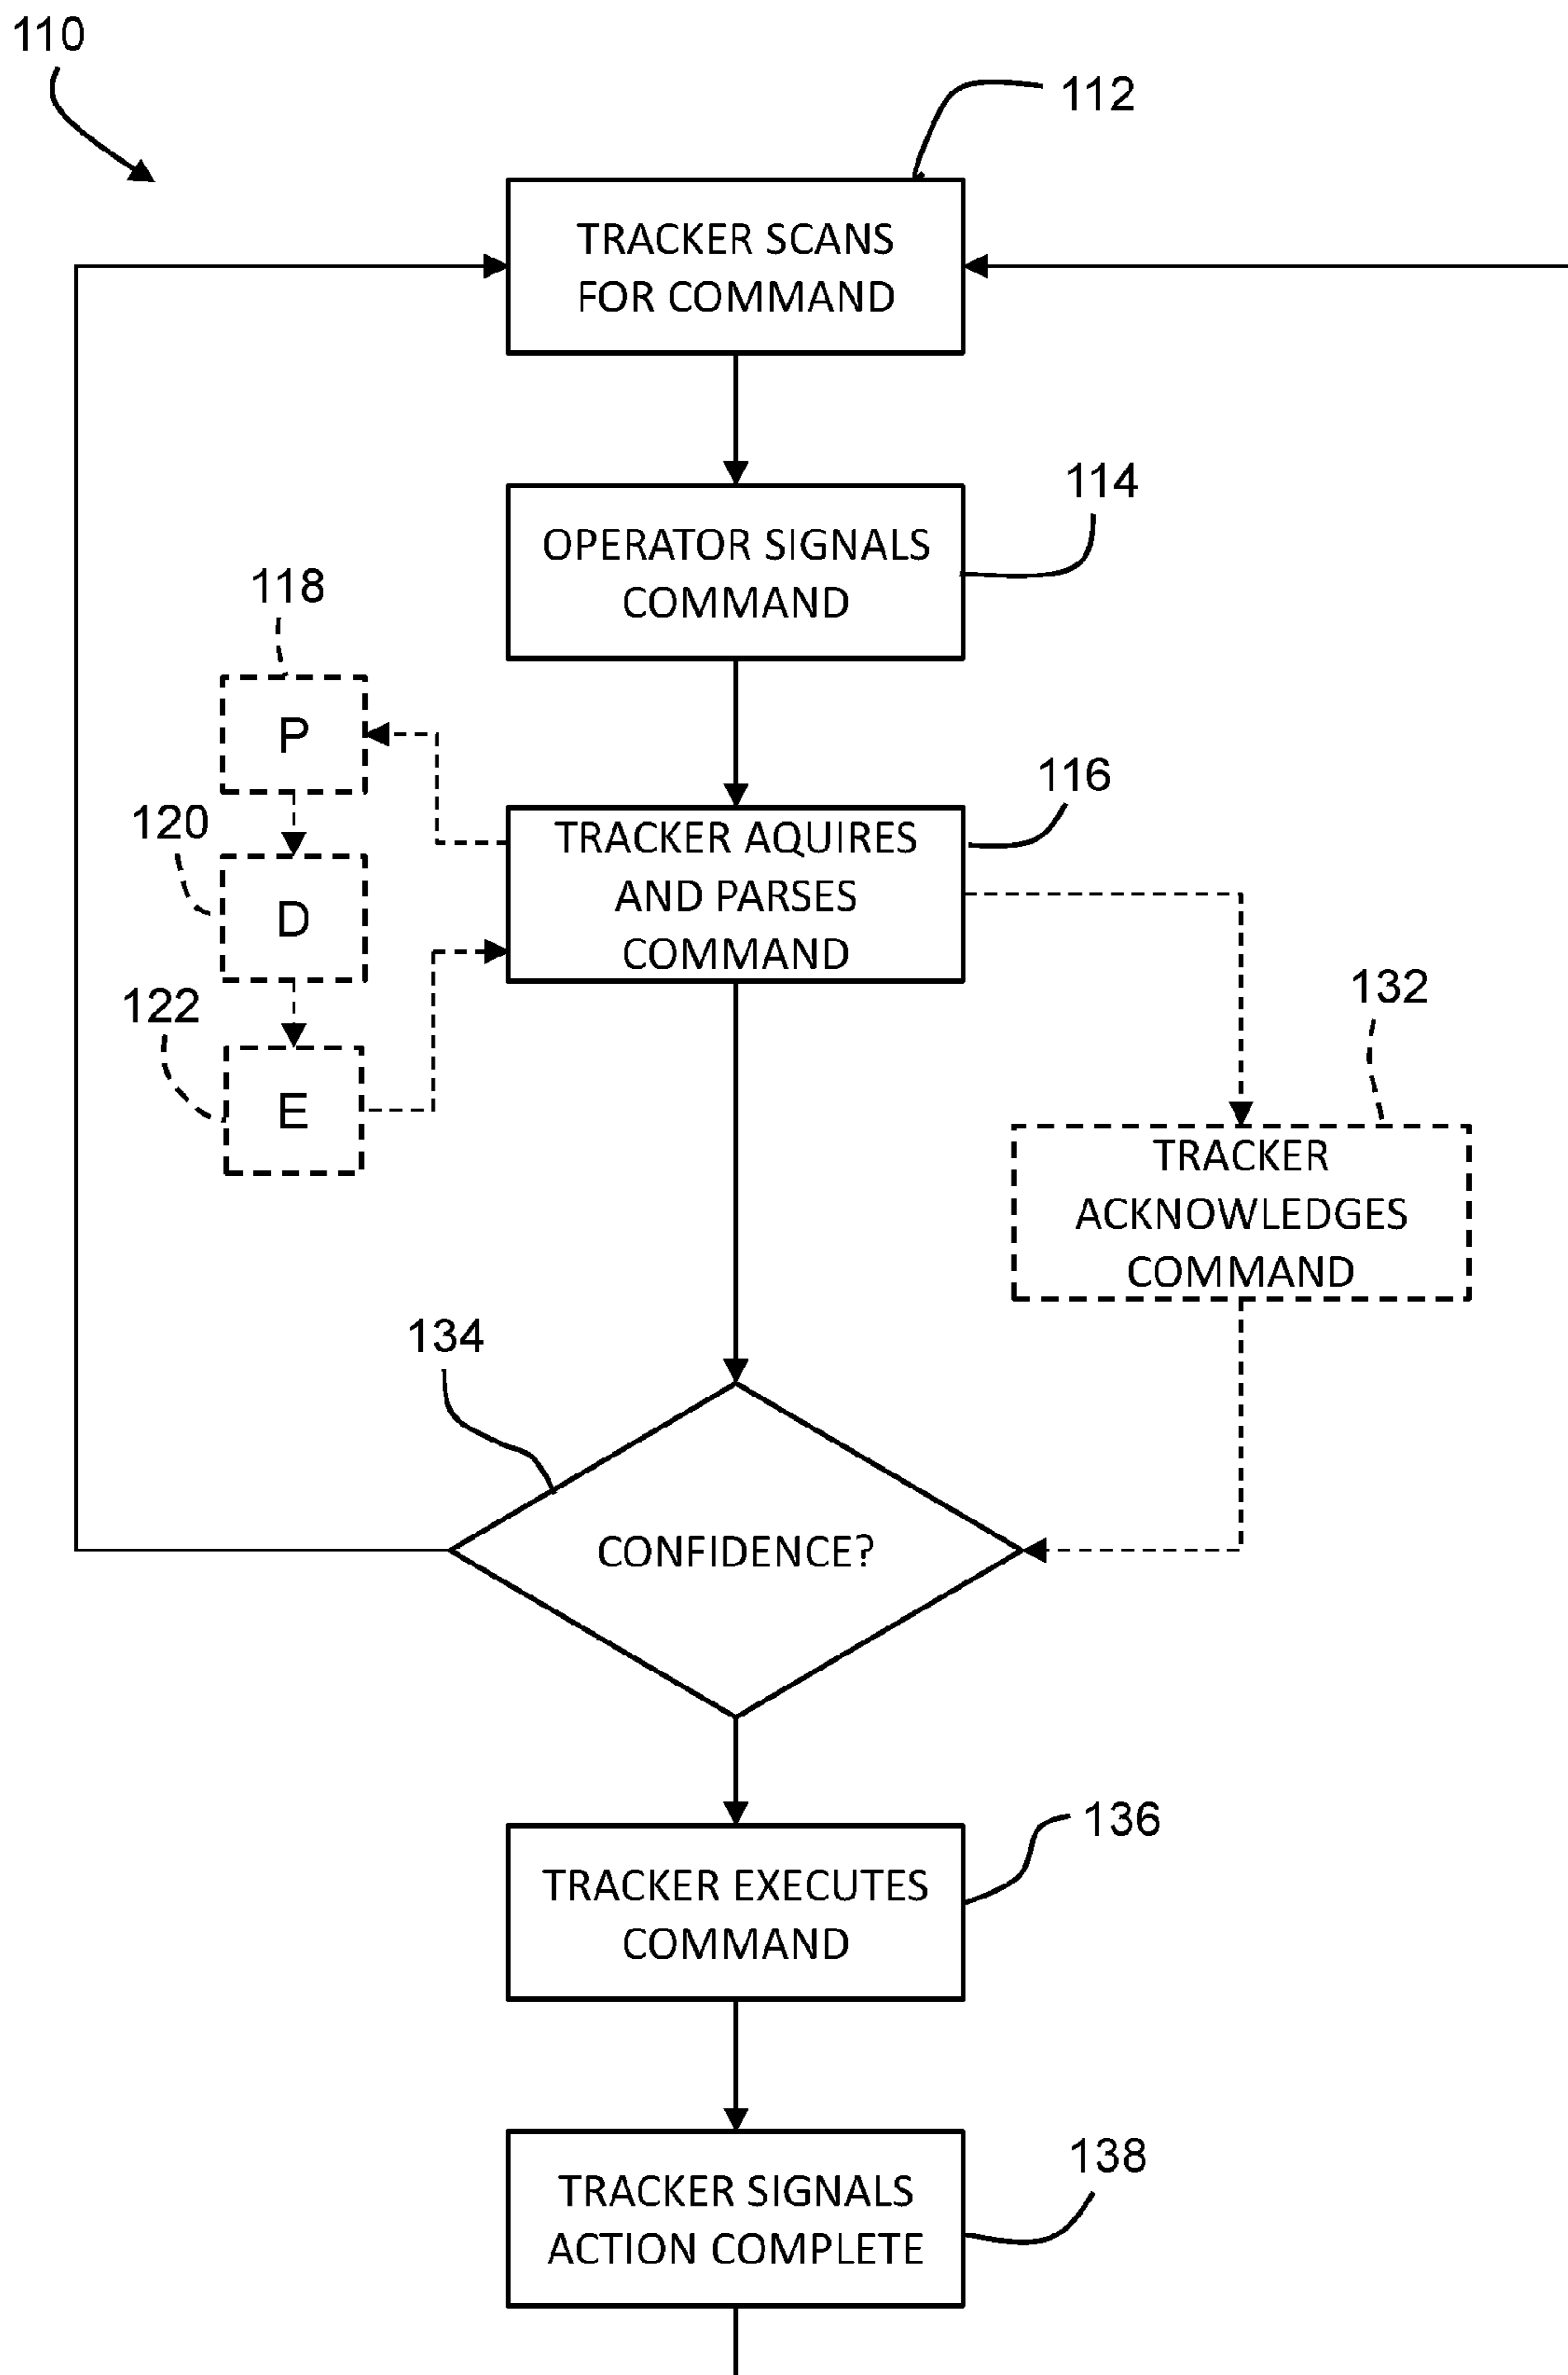 110
112
TRACKER SCANS
FOR COMMAND
114
OPERATOR SIGNALS
COMMAND
118
P
116
120
TRACKER AQUIRES
AND PARSES
COMMAND
D
122
132
E
TRACKER
ACKNOWLEDGES
COMMAND
134
CONFIDENCE?
136
TRACKER EXECUTES
COMMAND
138
TRACKER SIGNALS
ACTION COMPLETE